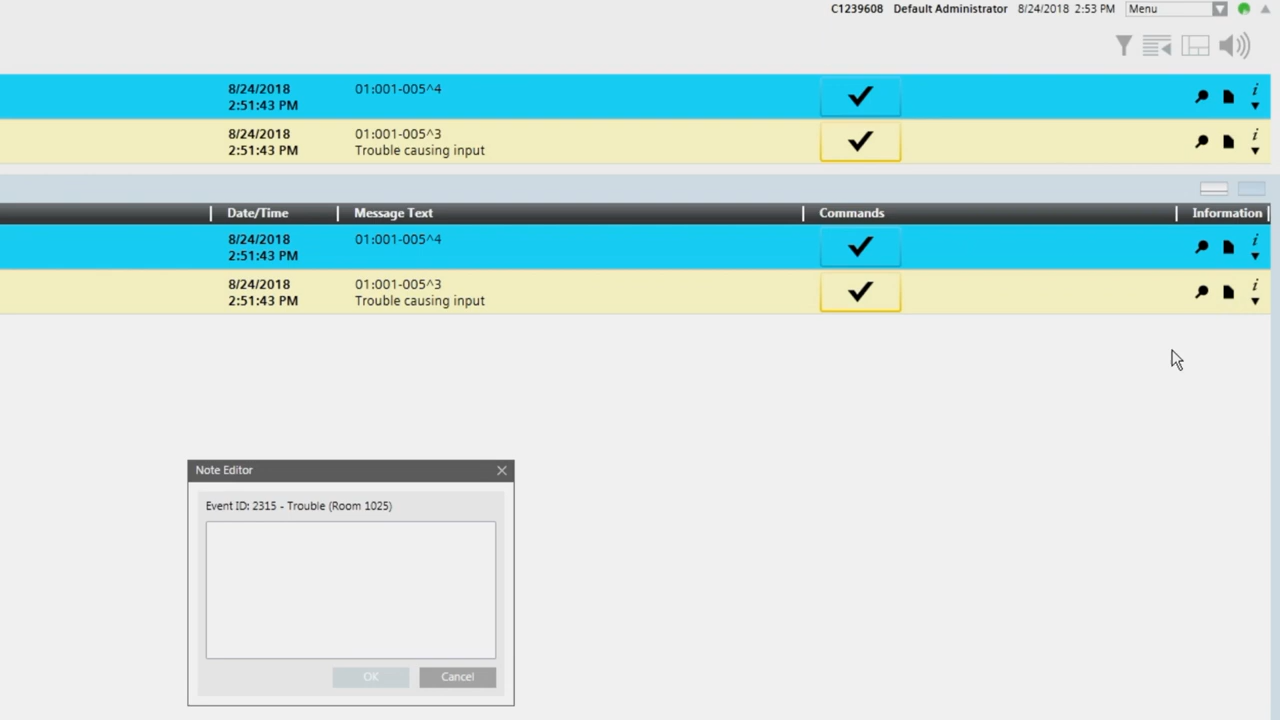 C1239608 Default Administrator 8/24/2018 2:53 PM Menu
8/24/2018 01:001-005^4
2:51:43 PM
i
8/24/2018 01:001-005^3
2:51:43 PM Trouble causing input
i
Date/Time Message Text Commands Information
8/24/2018 01:001-005^4
2:51:43 PM
i
8/24/2018 01:001-005^3
2:51:43 PM Trouble causing input
i
Note Editor
Event ID: 2315 - Trouble (Room 1025)
OK Cancel